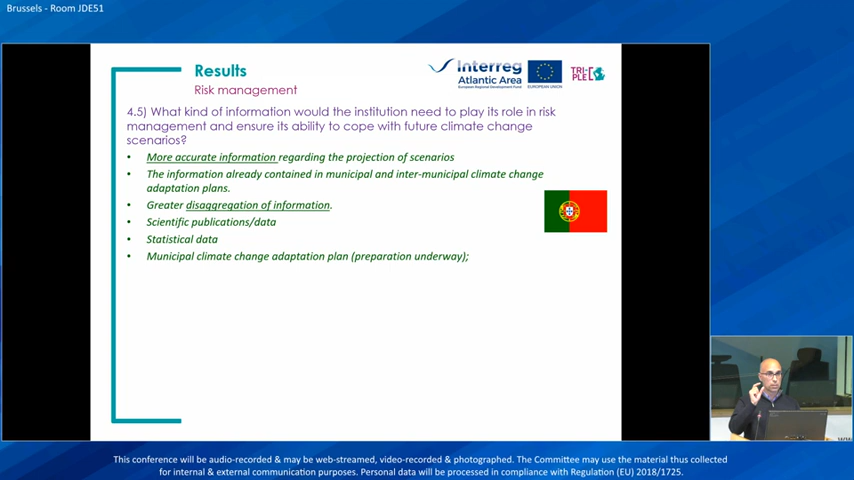 Brussels - Room JDE51
Results
Risk management
Interreg
Atlantic Area
European Regional Development Fund
EUROPEAN UNION
TRI-
PLE
4.5) What kind of information would the institution need to play its role in risk
management and ensure its ability to cope with future climate change
scenarios?
• More accurate information regarding the projection of scenarios
• The information already contained in municipal and inter-municipal climate change
adaptation plans.
• Greater disaggregation of information.
• Scientific publications/data
• Statistical data
• Municipal climate change adaptation plan (preparation underway);
This conference will be audio-recorded & may be web-streamed, video-recorded & photographed. The Committee may use the material thus collected
for internal & external communication purposes. Personal data will be processed in compliance with Regulation (EU) 2018/1725.